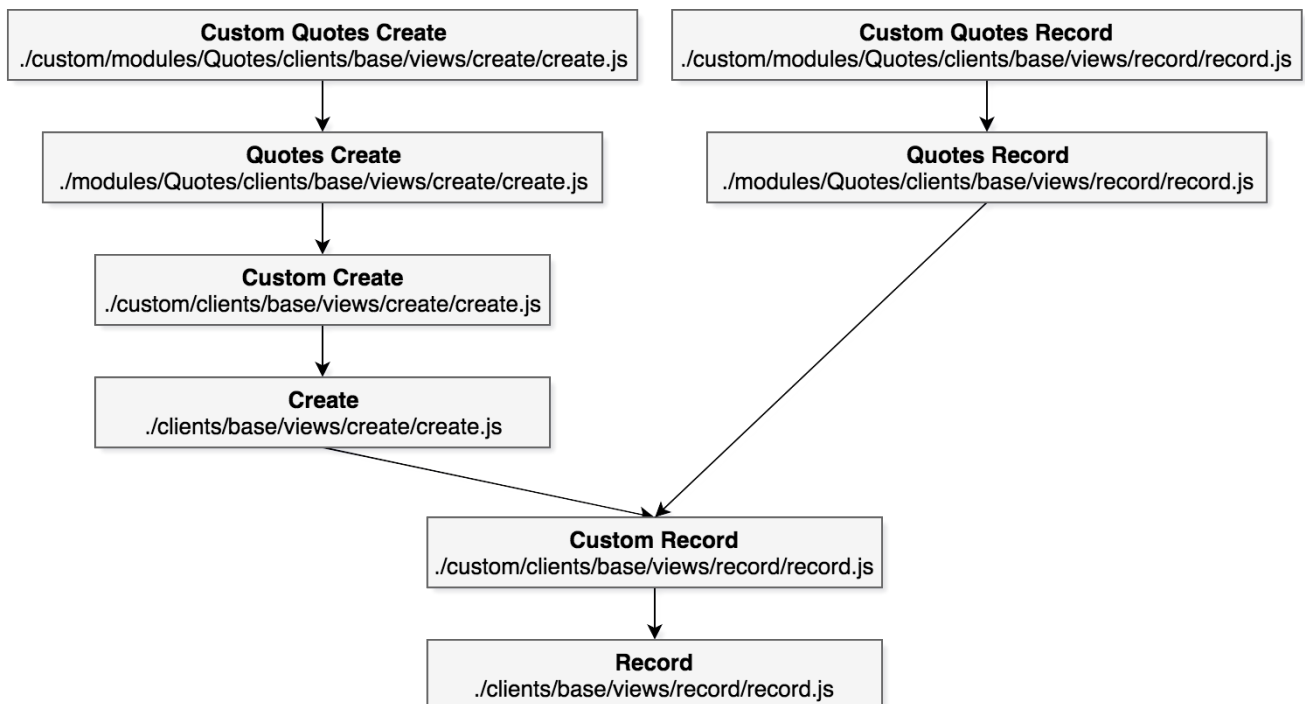 Custom Quotes Create
./custom/modules/Quotes/clients/base/views/create/create.js
Custom Quotes Record
./custom/modules/Quotes/clients/base/views/record/record.js
Quotes Create
./modules/Quotes/clients/base/views/create/create.js
Quotes Record
./modules/Quotes/clients/base/views/record/record.js
Custom Create
./custom/clients/base/views/create/create.js
Create
./clients/base/views/create/create.js
Custom Record
./custom/clients/base/views/record/record.js
Record
./clients/base/views/record/record.js